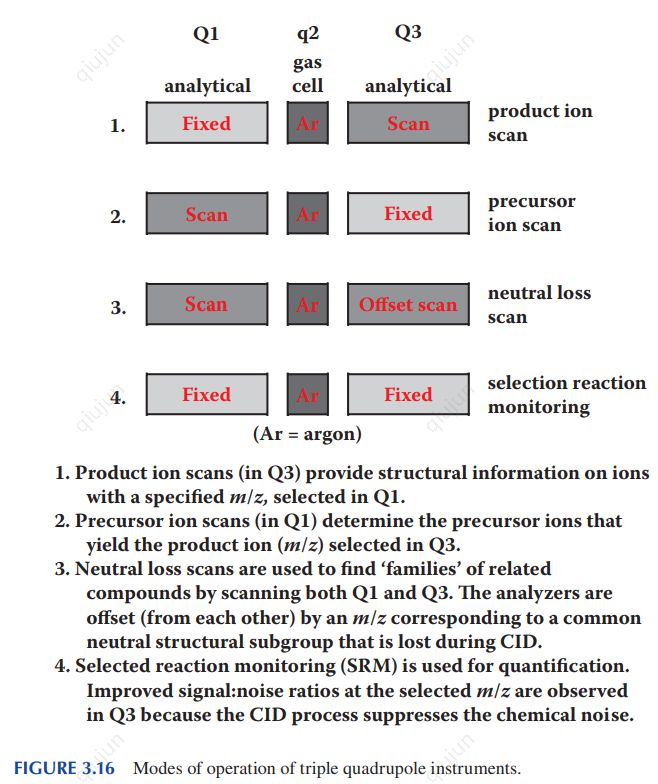 Q1 q2 Q3
gas
analytical cell analytical
1. Fixed Ar Scan product ion
scan
2. Scan Ar Fixed precursor
ion scan
3. Scan Ar Offset scan neutral loss
scan
4. Fixed Ar Fixed selection reaction
monitoring
(Ar = argon)
1. Product ion scans (in Q3) provide structural information on ions
with a specified m/z, selected in Q1.
2. Precursor ion scans (in Q1) determine the precursor ions that
yield the product ion (m/z) selected in Q3.
3. Neutral loss scans are used to find ‘families’ of related
compounds by scanning both Q1 and Q3. The analyzers are
offset (from each other) by an m/z corresponding to a common
neutral structural subgroup that is lost during CID.
4. Selected reaction monitoring (SRM) is used for quantification.
Improved signal:noise ratios at the selected m/z are observed
in Q3 because the CID process suppresses the chemical noise.
FIGURE 3.16 Modes of operation of triple quadrupole instruments.
qiujun
qiujun
qiujun
qiujun
qiujun
qiujun